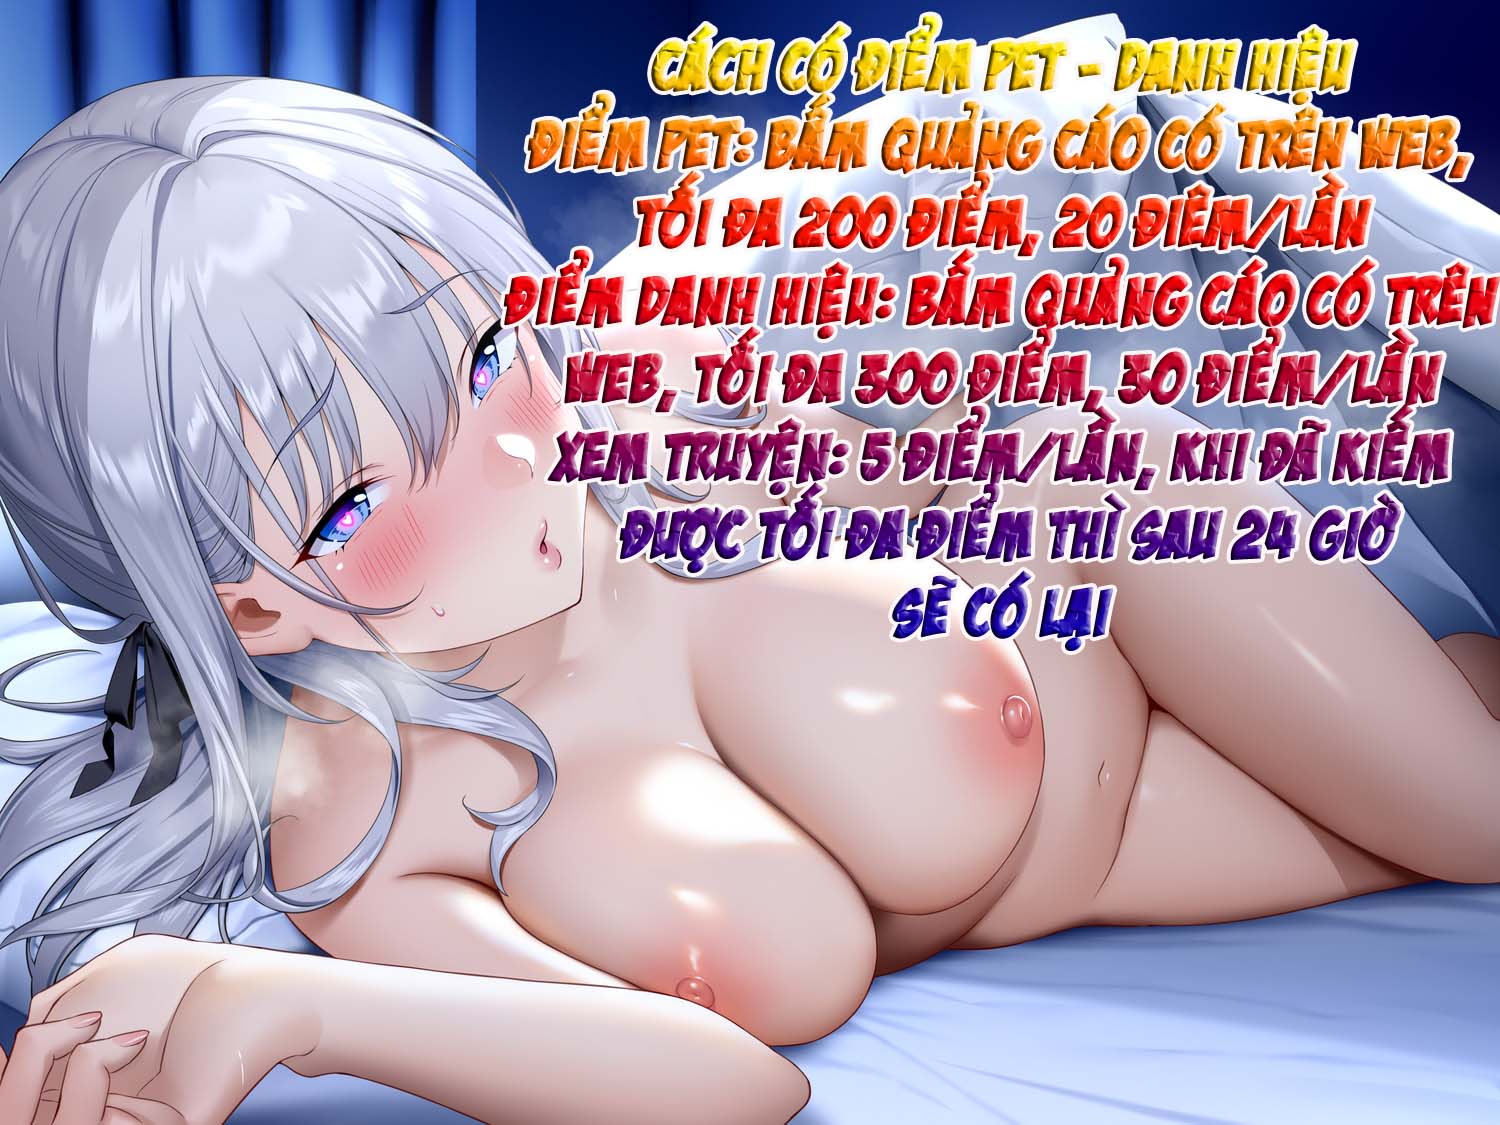 CÁCH CÓ ĐIỂM PET - DANH HIỆU
ĐIỂM PET: BẤM QUẢNG CÁO CÓ TRÊN WEB,
TỐI ĐA 200 ĐIỂM, 20 ĐIÊM/LẦN
ĐIỂM DANH HIỆU: BẤM QUẢNG CÁO CÓ TRÊN
WEB, TỐI ĐA 300 ĐIỂM, 30 ĐIỂM/LẦN
XEM TRUYỆN: 5 ĐIỂM/LẦN, KHI ĐÃ KIẾM
ĐƯỢC TỐI ĐA ĐIỂM THÌ SAU 24 GIỜ
SẼ CÓ LẠI